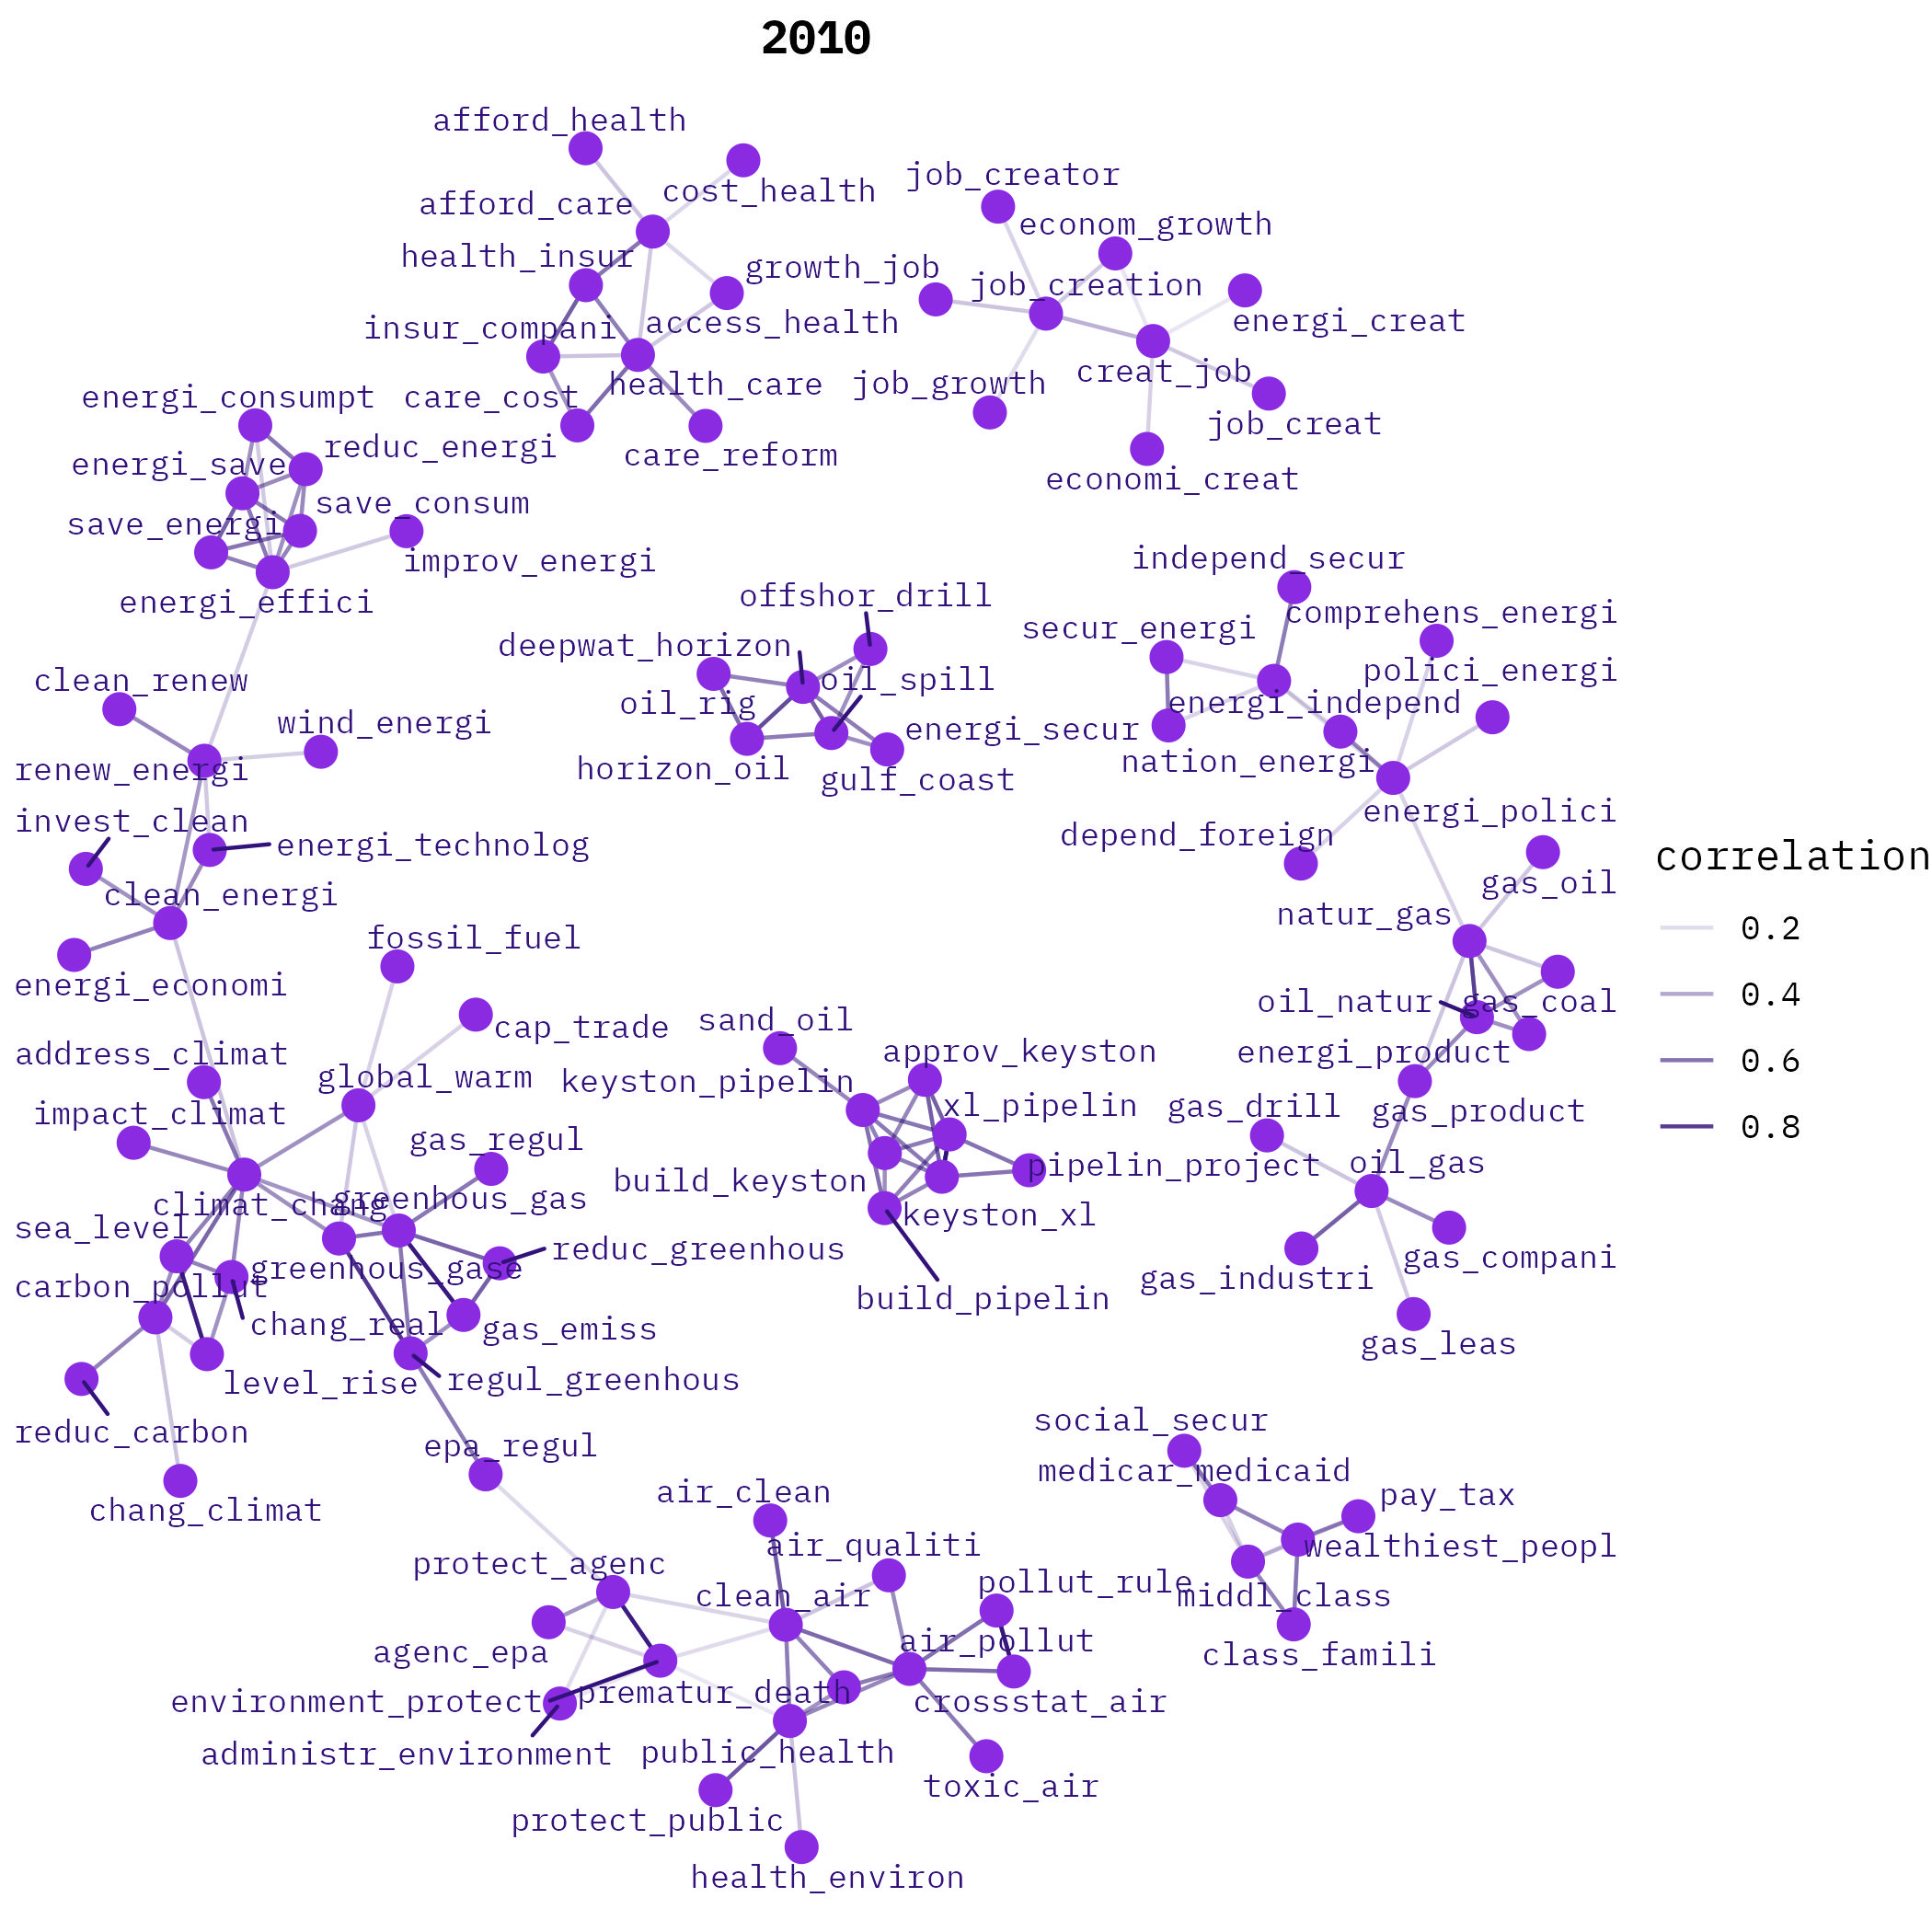 2010
afford_health
cost_health
job_creator
afford_care
econom_growth
health_insur
growth_job
job_creation
insur_compani
access_health
energi_creat
energi_consumpt
care_cost
health_care
job_growth
creat_job
reduc_energi
care_reform
job_creat
energi_save
economi_creat
save_consum
save_energi
improv_energi
independ_secur
energi_effici
offshor_drill
comprehens_energi
secur_energi
deepwat_horizon
polici_energi
clean_renew
oil_spill
oil_rig
energi_independ
wind_energi
energi_secur
renew_energi
horizon_oil
gulf_coast
nation_energi
invest_clean
energi_polici
energi_technolog
depend_foreign
correlation
clean_energi
gas_oil
natur_gas
0.2
fossil_fuel
energi_economi
oil_natur
gas_coal
0.4
cap_trade
sand_oil
address_climat
approv_keyston
energi_product
0.6
global_warm
keyston_pipelin
impact_climat
xl_pipelin
gas_drill
gas_product
0.8
gas_regul
pipelin_project
oil_gas
build_keyston
climat_chang
greenhous_gas
sea_level
keyston_xl
reduc_greenhous
gas_compani
greenhous_gase
gas_industri
carbon_pollut
build_pipelin
chang_real
gas_emiss
gas_leas
level_rise
regul_greenhous
reduc_carbon
social_secur
epa_regul
medicar_medicaid
chang_climat
air_clean
pay_tax
air_qualiti
wealthiest_peopl
protect_agenc
clean_air
pollut_rule
middl_class
agenc_epa
air_pollut
class_famili
environment_protect
prematur_death
crossstat_air
administr_environment
public_health
toxic_air
protect_public
health_environ